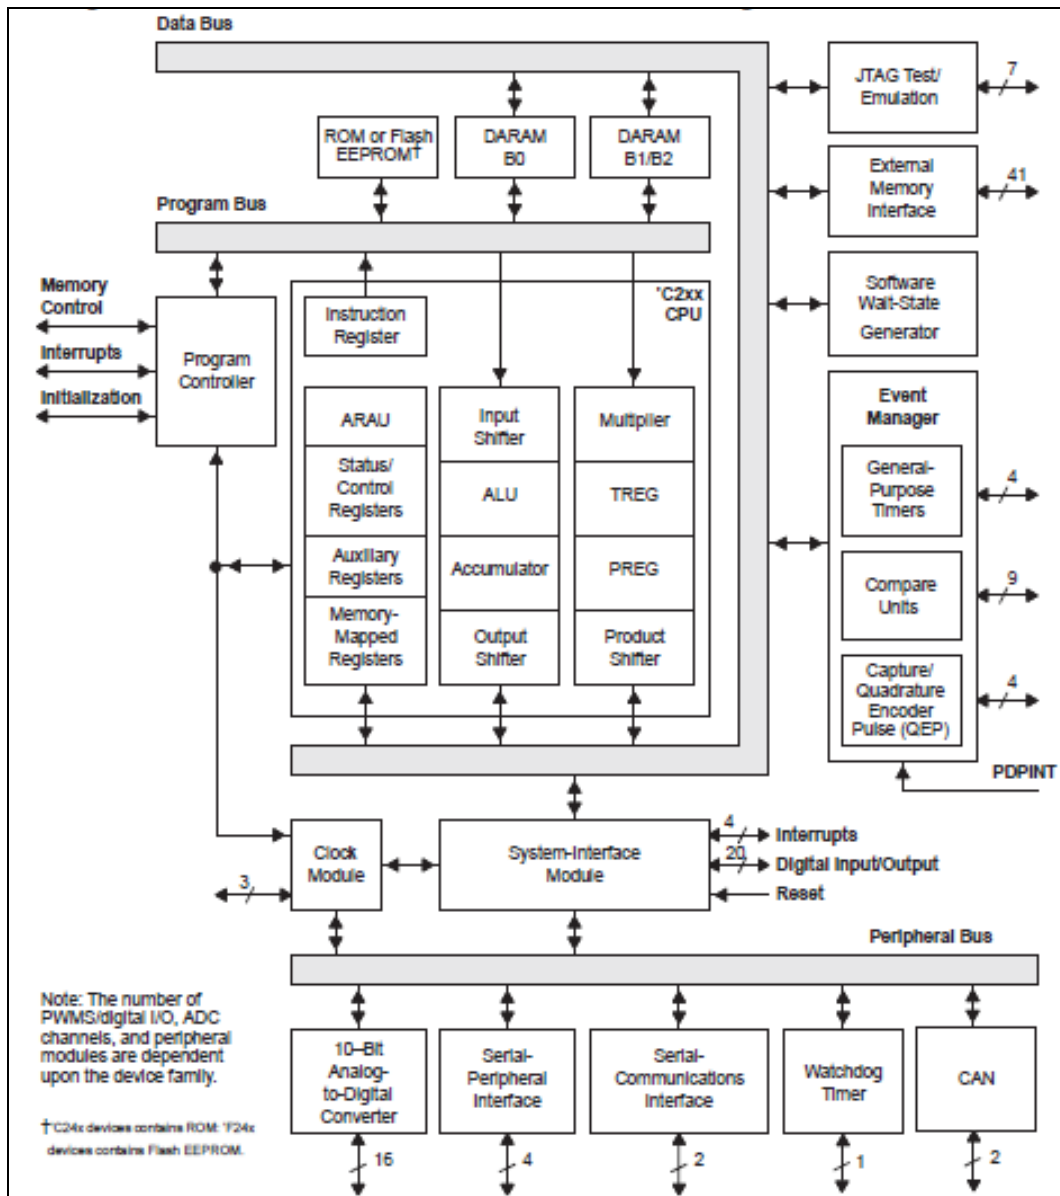 Data Bus
JTAG Test/
Emulation
7
ROM or Flash
EEPROM†
DARAM
B0
DARAM
B1/B2
External
Memory
Interface
41
Program Bus
Memory
Control
Interrupts
Initialization
Program
Controller
Instruction
Register
'C2xx
CPU
Software
Wait-State
Generator
ARAU
Status/
Control
Registers
Auxiliary
Registers
Memory-
Mapped
Registers
Input
Shifter
ALU
Accumulator
Output
Shifter
Multiplier
TREG
PREG
Product
Shifter
Event
Manager
General-
Purpose
Timers
4
Compare
Units
9
Capture/
Quadrature
Encoder
Pulse (QEP)
4
PDPINT
Clock
Module
3
System-Interface
Module
4
Interrupts
20
Digital Input/Output
Reset
Peripheral Bus
Note: The number of
PWMS/digital I/O, ADC
channels, and peripheral
modules are dependent
upon the device family.
†'C24x devices contains ROM: 'F24x
devices contains Flash EEPROM.
10–Bit
Analog-
to-Digital
Converter
16
Serial-
Peripheral
Interface
4
Serial-
Communications
Interface
2
Watchdog
Timer
1
CAN
2